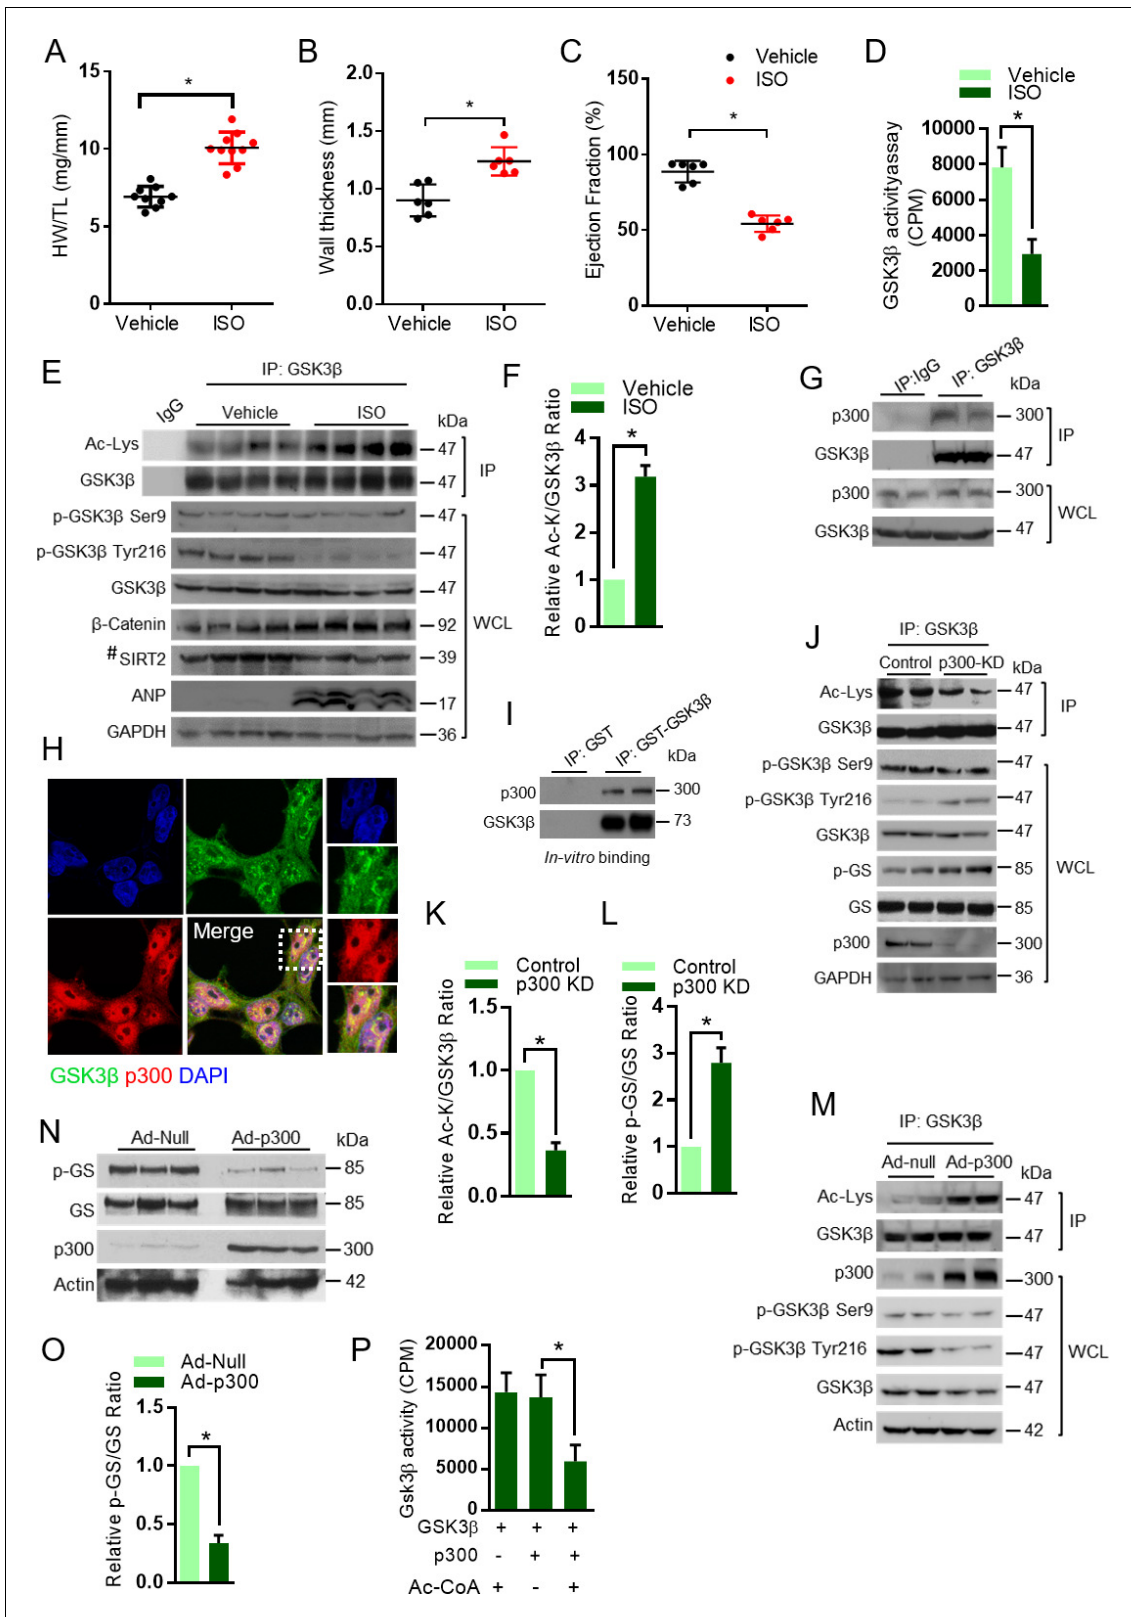 A
HW/TL (mg/mm)
15
10
5
0
*
Vehicle
ISO
B
Wall thickness (mm)
2.0
1.5
1.0
0.5
0.0
*
Vehicle
ISO
C
Vehicle
ISO
Ejection Fraction (%)
150
100
50
0
*
Vehicle
ISO
D
Vehicle
ISO
GSK3β activityassay
(CPM)
10000
8000
6000
4000
2000
0
*
E
IP: GSK3β
IgG
Vehicle
ISO
kDa
Ac-Lys
47
GSK3β
47
IP
p-GSK3β Ser9
47
p-GSK3β Tyr216
47
GSK3β
47
β-Catenin
92
WCL
#SIRT2
39
ANP
17
GAPDH
36
F
Vehicle
ISO
Relative Ac-K/GSK3β Ratio
4
3
2
1
0
*
G
IP:IgG
IP: GSK3β
kDa
p300
300
IP
GSK3β
47
p300
300
WCL
GSK3β
47
H
Merge
GSK3β p300 DAPI
I
IP: GST
IP: GST-GSK3β
kDa
p300
300
GSK3β
73
In-vitro binding
J
IP: GSK3β
Control p300-KD kDa
Ac-Lys
47
IP
GSK3β
47
p-GSK3β Ser9
47
p-GSK3β Tyr216
47
GSK3β
47
p-GS
85
WCL
GS
85
p300
300
GAPDH
36
K
Control
p300 KD
Relative Ac-K/GSK3β Ratio
1.5
1.0
0.5
0.0
*
L
Control
p300 KD
Relative p-GS/GS Ratio
4
3
2
1
0
*
M
IP: GSK3β
Ad-null Ad-p300
kDa
Ac-Lys
47
IP
GSK3β
47
p300
300
p-GSK3β Ser9
47
p-GSK3β Tyr216
47
WCL
GSK3β
47
Actin
42
N
Ad-Null
Ad-p300
kDa
p-GS
85
GS
85
p300
300
Actin
42
O
Ad-Null
Ad-p300
Relative p-GS/GS Ratio
1.5
1.0
0.5
0.0
*
P
Gsk3β activity (CPM)
20000
15000
10000
5000
0
*
GSK3β + + +
p300 - + +
Ac-CoA + - +